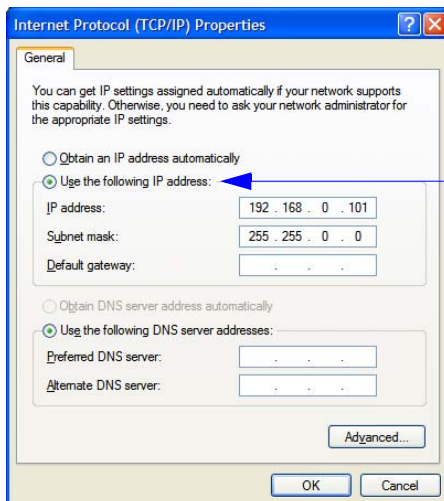 Internet Protocol (TCP/IP) Properties
General
You can get IP settings assigned automatically if your network supports
this capability. Otherwise, you need to ask your network administrator for
the appropriate IP settings.
Obtain an IP address automatically
Use the following IP address:
IP address: 192 . 168 . 0 . 101
Subnet mask: 255 . 255 . 0 . 0
Default gateway: . . .
Obtain DNS server address automatically
Use the following DNS server addresses:
Preferred DNS server: . . .
Alternate DNS server: . . .
Advanced...
OK Cancel